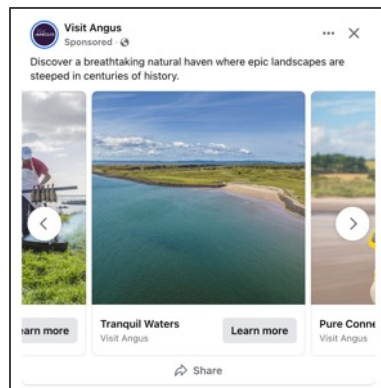 Visit Angus
Sponsored ·
Discover a breathtaking natural haven where epic landscapes are
steeped in centuries of history.
earn more
Tranquil Waters
Visit Angus
Learn more
Pure Conne
Visit Angus
Share